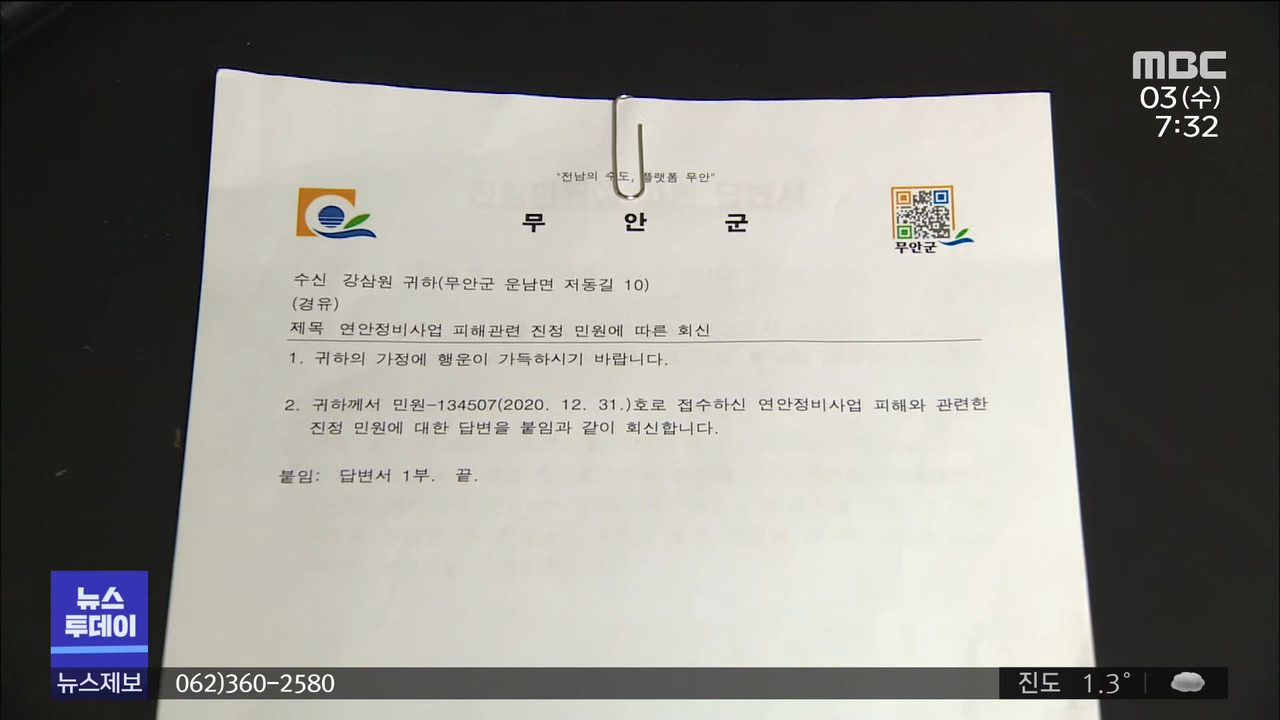 MBC
03(수)
7:32
"전남의 수도, 플랫폼 무안"
무 안 군
무안군
수신 강삼원 귀하(무안군 운남면 저동길 10)
(경유)
제목 연안정비사업 피해관련 진정 민원에 따른 회신
1. 귀하의 가정에 행운이 가득하시기 바랍니다.
2. 귀하께서 민원-134507(2020. 12. 31.)호로 접수하신 연안정비사업 피해와 관련한
진정 민원에 대한 답변을 붙임과 같이 회신합니다.
붙임: 답변서 1부. 끝.
뉴스
투데이
뉴스제보 062)360-2580
진도 1.3°